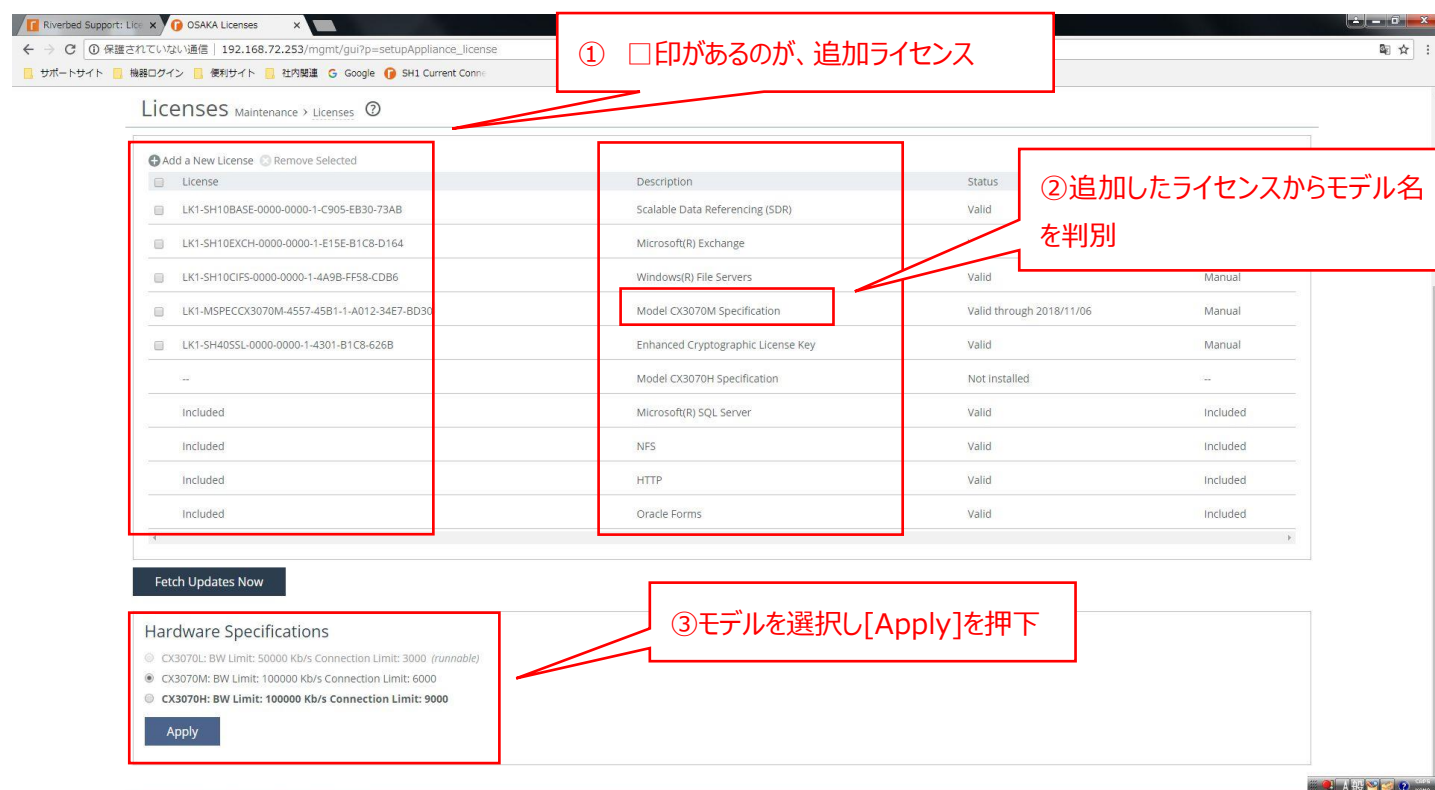 Riverbed Support: Lice
OSAKA Licenses
保護されていない通信 | 192.168.72.253/mgmt/gui?p=setupAppliance_license
サポートサイト 機器ログイン 便利サイト 社内関連 Google SH1 Current Conne
① □印があるのが、追加ライセンス
Licenses Maintenance > Licenses
Add a New License Remove Selected
License Description Status
LK1-SH10BASE-0000-0000-1-C905-EB30-73AB Scalable Data Referencing (SDR) Valid
②追加したライセンスからモデル名
を判別
LK1-SH10EXCH-0000-0000-1-E15E-B1C8-D164 Microsoft(R) Exchange
LK1-SH10CIFS-0000-0000-1-4A9B-FF58-CDB6 Windows(R) File Servers Valid Manual
LK1-MSPECCX3070M-4557-45B1-1-A012-34E7-BD30 Model CX3070M Specification Valid through 2018/11/06 Manual
LK1-SH40SSL-0000-0000-1-4301-B1C8-626B Enhanced Cryptographic License Key Valid Manual
-- Model CX3070H Specification Not installed --
Included Microsoft(R) SQL Server Valid Included
Included NFS Valid Included
Included HTTP Valid Included
Included Oracle Forms Valid Included
Fetch Updates Now
③モデルを選択し[Apply]を押下
Hardware Specifications
CX3070L: BW Limit: 50000 Kb/s Connection Limit: 3000 (runnable)
CX3070M: BW Limit: 100000 Kb/s Connection Limit: 6000
CX3070H: BW Limit: 100000 Kb/s Connection Limit: 9000
Apply
A 般